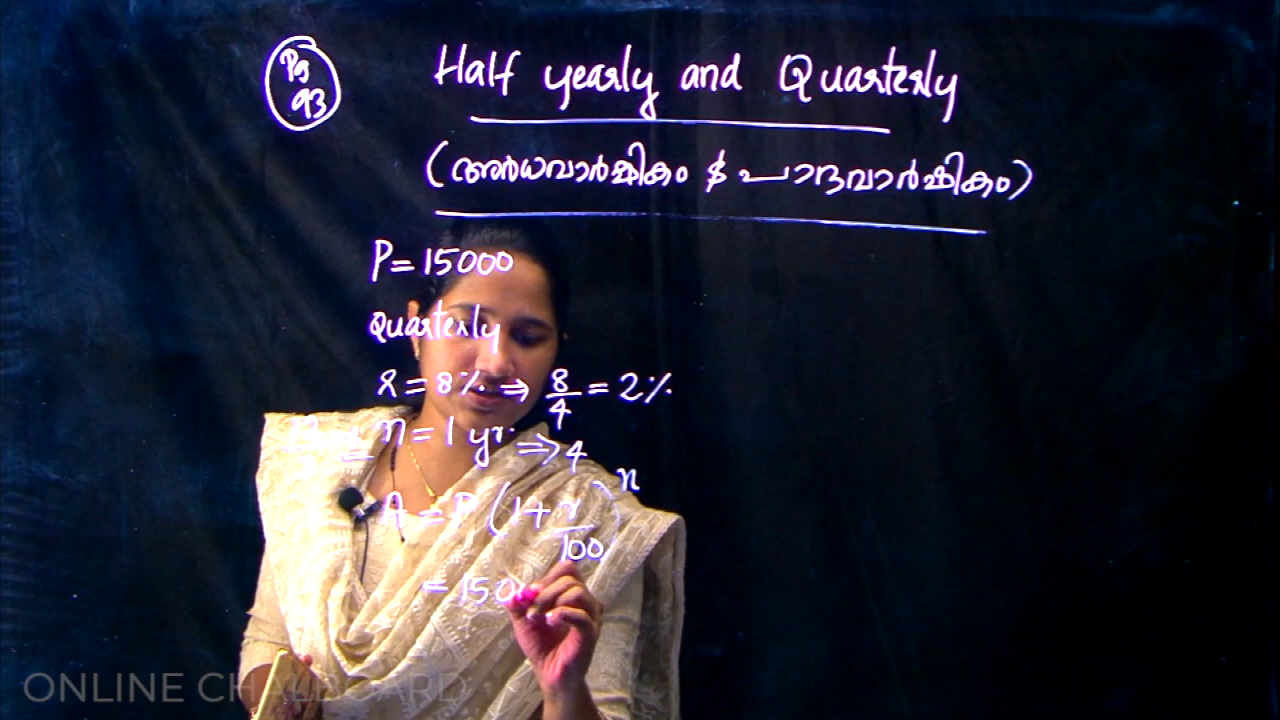 Pg 93
Half yearly and Quarterly
(അർധവാർഷികം & പാദവാർഷികം)
P = 15000
Quarterly
r = 8% ⇒ 8/4 = 2%
n = 1 yr. ⇒ 4
A = P (1 + r/100)^n
= 150
ONLINE CHALBOARD